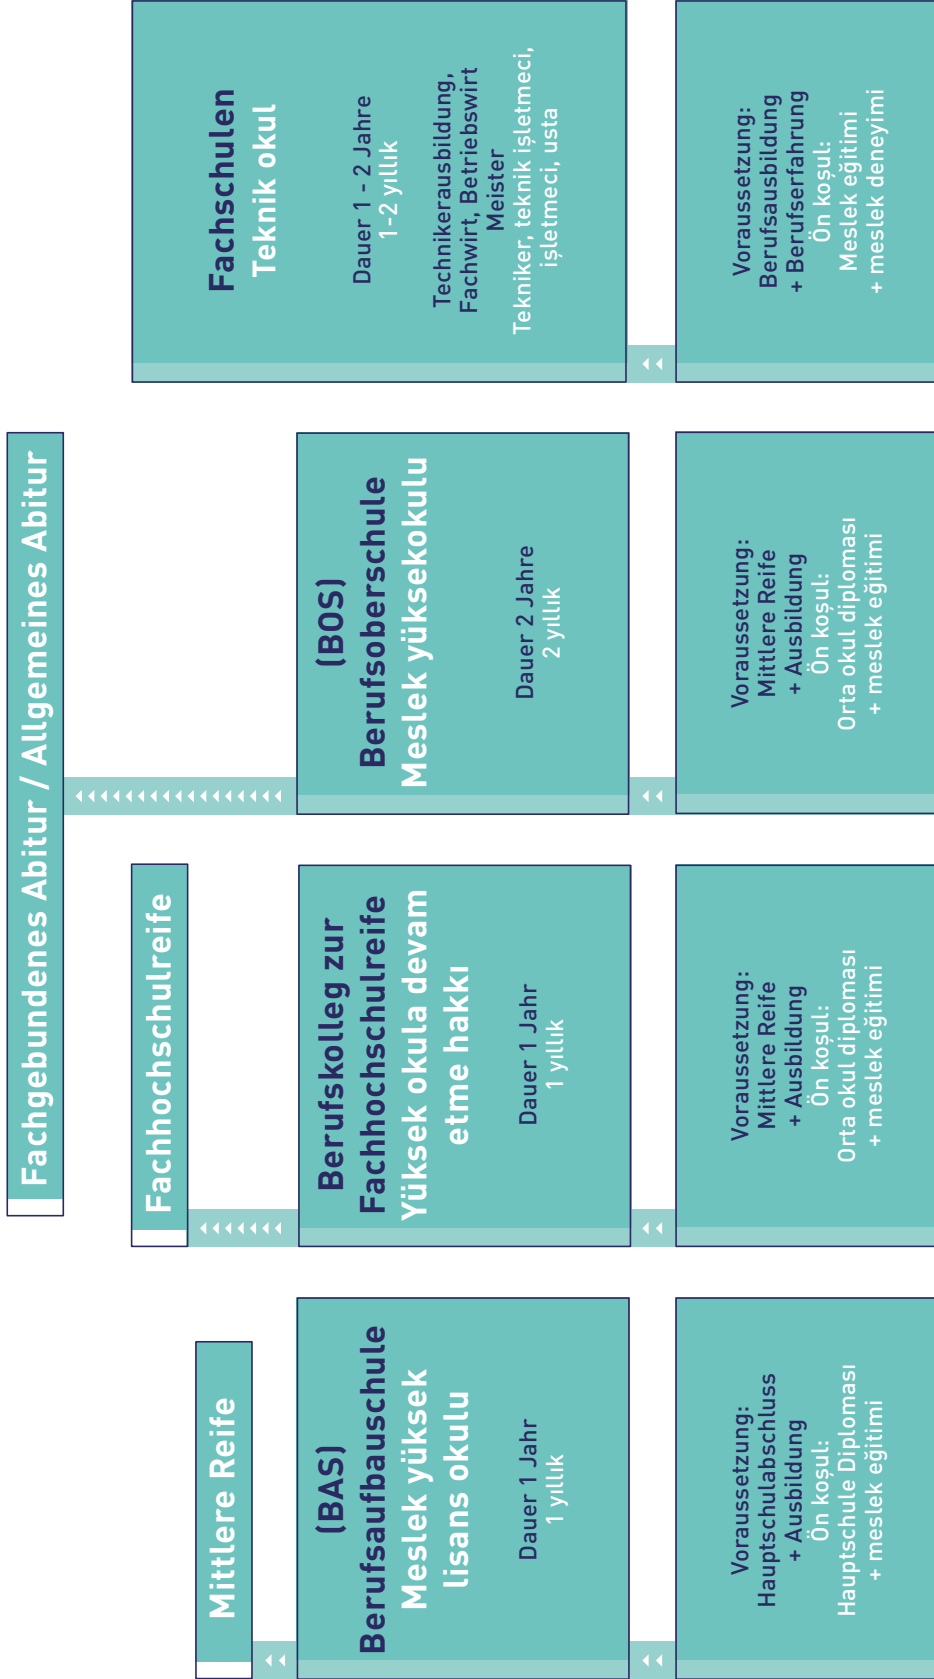 Fachgebundenes Abitur / Allgemeines Abitur
Mittlere Reife
(BAS)
Berufsaufbauschule
Meslek yüksek
lisans okulu
Dauer 1 Jahr
1 yıllık
Voraussetzung:
Hauptschulabschluss
+ Ausbildung
Ön koşul:
Hauptschule Diploması
+ meslek eğitimi
Fachhochschulreife
Berufskolleg zur
Fachhochschulreife
Yüksek okula devam
etme hakkı
Dauer 1 Jahr
1 yıllık
Voraussetzung:
Mittlere Reife
+ Ausbildung
Ön koşul:
Orta okul diploması
+ meslek eğitimi
(BOS)
Berufsoberschule
Meslek yüksekokulu
Dauer 2 Jahre
2 yıllık
Voraussetzung:
Mittlere Reife
+ Ausbildung
Ön koşul:
Orta okul diploması
+ meslek eğitimi
Fachschulen
Teknik okul
Dauer 1 - 2 Jahre
1-2 yıllık
Technikerausbildung,
Fachwirt, Betriebswirt
Meister
Tekniker, teknik işletmeci,
işletmeci, usta
Voraussetzung:
Berufsausbildung
+ Berufserfahrung
Ön koşul:
Meslek eğitimi
+ meslek deneyimi